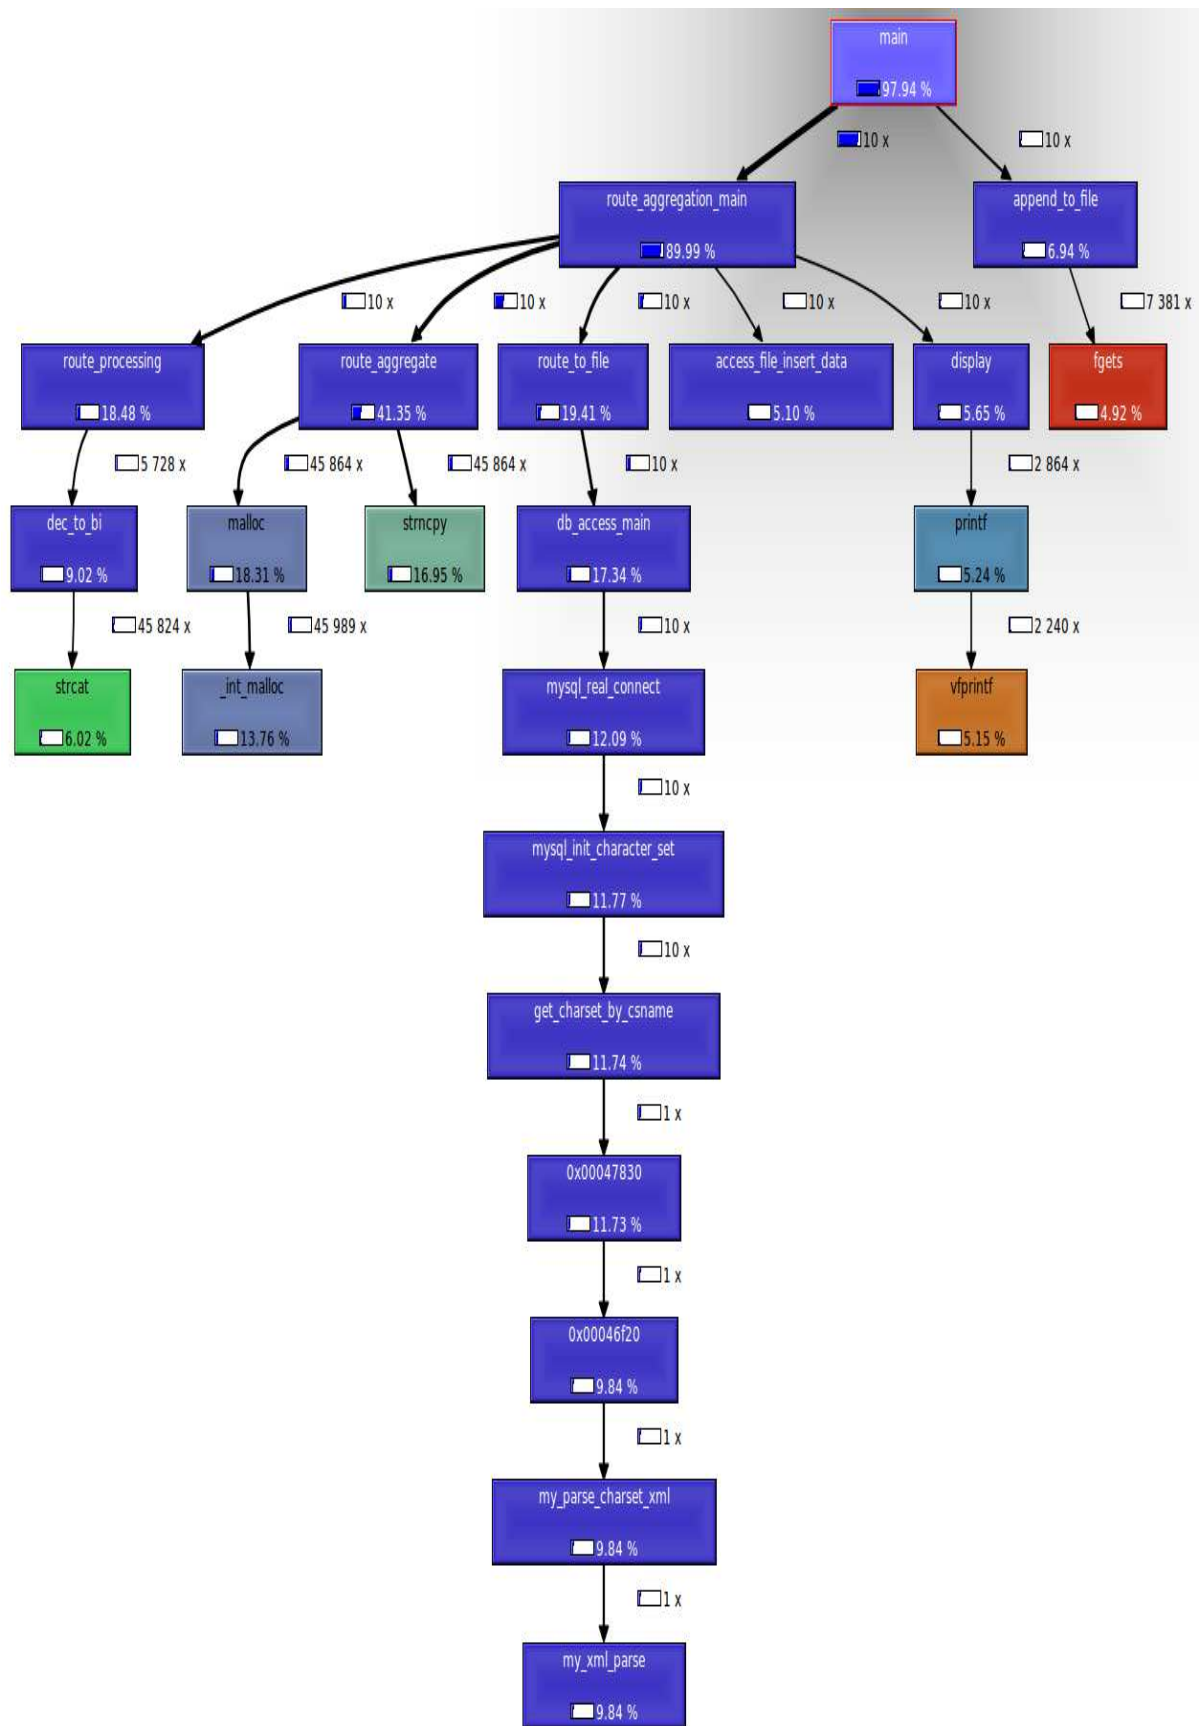 main
97.94 %
10 x
10 x
route_aggregation_main
89.99 %
append_to_file
6.94 %
10 x
10 x
10 x
10 x
10 x
7 381 x
route_processing
18.48 %
route_aggregate
41.35 %
route_to_file
19.41 %
access_file_insert_data
5.10 %
display
5.65 %
fgets
4.92 %
5 728 x
45 864 x
45 864 x
10 x
2 864 x
dec_to_bi
9.02 %
malloc
18.31 %
strncpy
16.95 %
db_access_main
17.34 %
printf
5.24 %
45 824 x
45 989 x
10 x
2 240 x
strcat
6.02 %
_int_malloc
13.76 %
mysql_real_connect
12.09 %
vfprintf
5.15 %
10 x
mysql_init_character_set
11.77 %
10 x
get_charset_by_csname
11.74 %
1 x
0x00047830
11.73 %
1 x
0x00046f20
9.84 %
1 x
my_parse_charset_xml
9.84 %
1 x
my_xml_parse
9.84 %